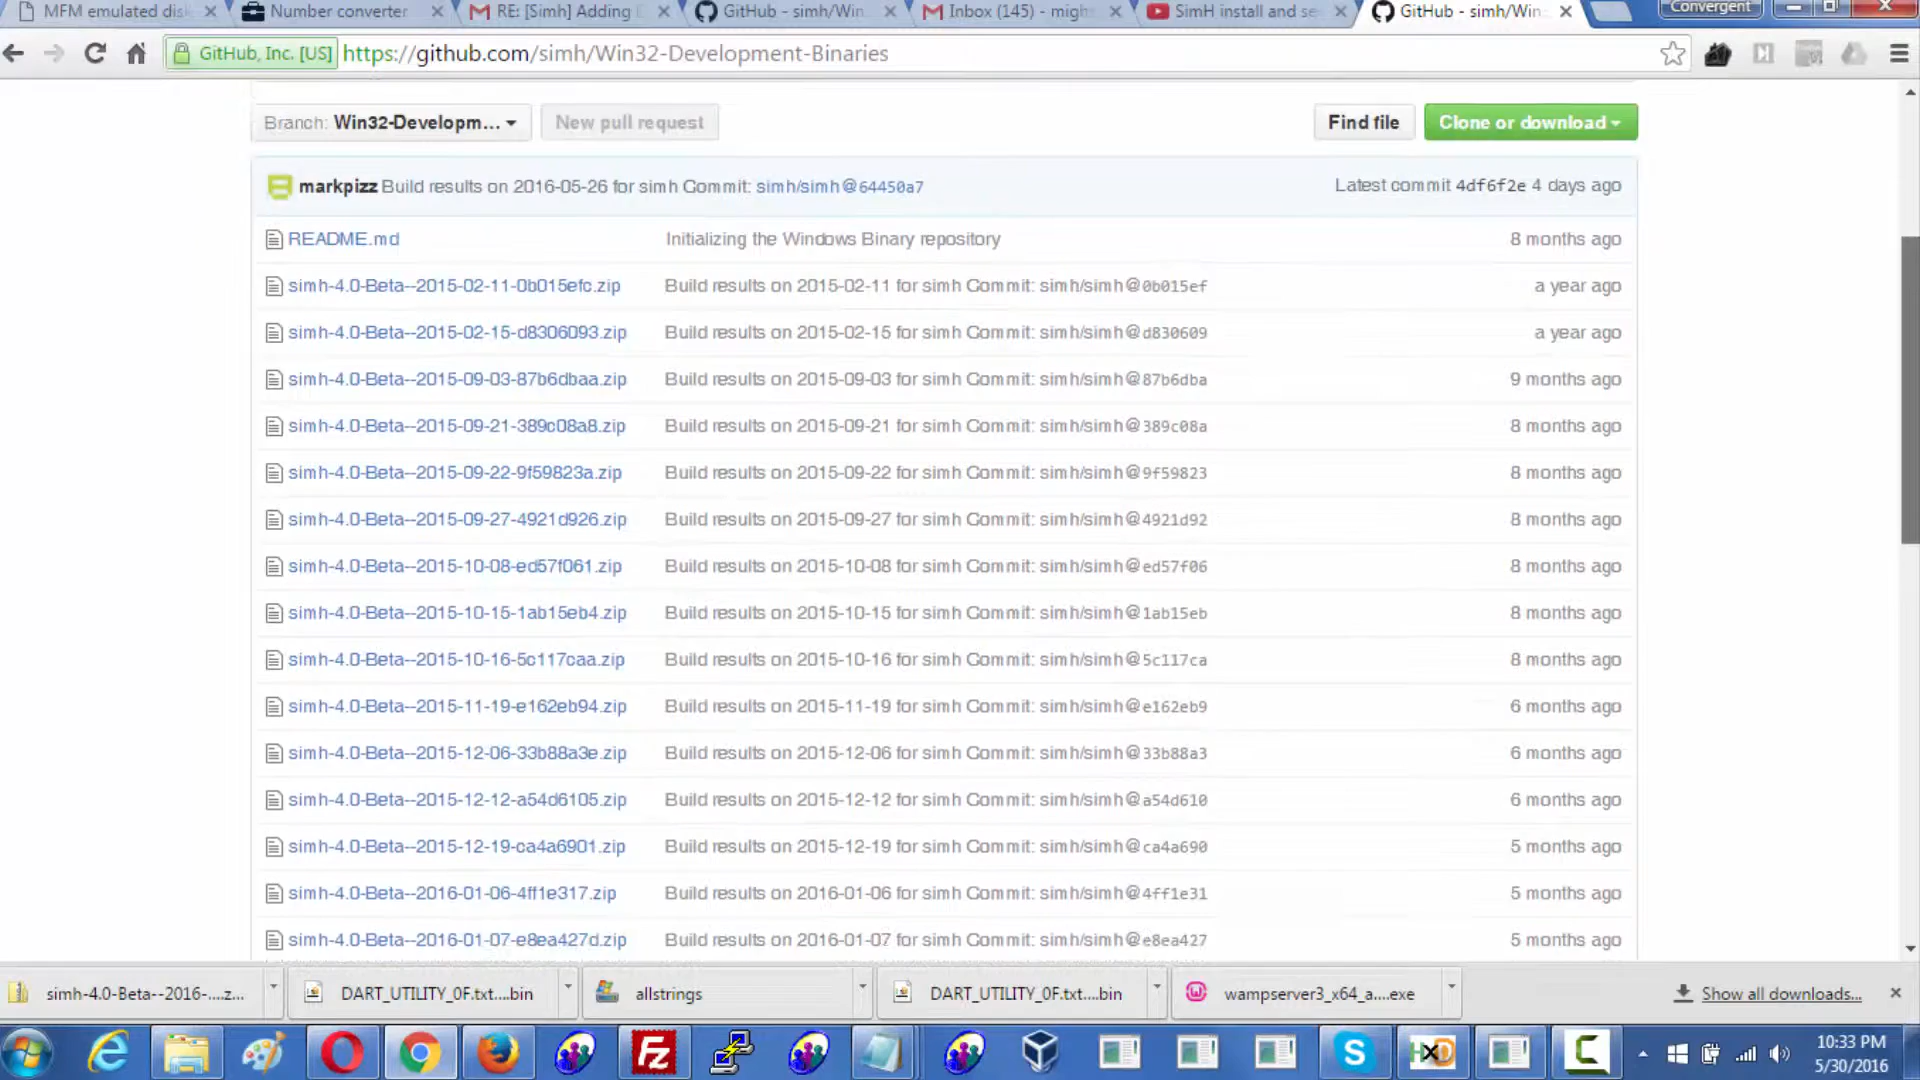 MFM emulated disk
Number converter
RE: [Simh] Adding
GitHub - simh/Win
Inbox (145) - migh
SimH install and se
GitHub - simh/Win
Convergent
GitHub, Inc. [US] https://github.com/simh/Win32-Development-Binaries
Branch: Win32-Developm... New pull request Find file Clone or download
markpizz Build results on 2016-05-26 for simh Commit: simh/simh@64450a7 Latest commit 4df6f2e 4 days ago
README.md Initializing the Windows Binary repository 8 months ago
simh-4.0-Beta--2015-02-11-0b015efc.zip Build results on 2015-02-11 for simh Commit: simh/simh@0b015ef a year ago
simh-4.0-Beta--2015-02-15-d8306093.zip Build results on 2015-02-15 for simh Commit: simh/simh@d830609 a year ago
simh-4.0-Beta--2015-09-03-87b6dbaa.zip Build results on 2015-09-03 for simh Commit: simh/simh@87b6dba 9 months ago
simh-4.0-Beta--2015-09-21-389c08a8.zip Build results on 2015-09-21 for simh Commit: simh/simh@389c08a 8 months ago
simh-4.0-Beta--2015-09-22-9f59823a.zip Build results on 2015-09-22 for simh Commit: simh/simh@9f59823 8 months ago
simh-4.0-Beta--2015-09-27-4921d926.zip Build results on 2015-09-27 for simh Commit: simh/simh@4921d92 8 months ago
simh-4.0-Beta--2015-10-08-ed57f061.zip Build results on 2015-10-08 for simh Commit: simh/simh@ed57f06 8 months ago
simh-4.0-Beta--2015-10-15-1ab15eb4.zip Build results on 2015-10-15 for simh Commit: simh/simh@1ab15eb 8 months ago
simh-4.0-Beta--2015-10-16-5c117caa.zip Build results on 2015-10-16 for simh Commit: simh/simh@5c117ca 8 months ago
simh-4.0-Beta--2015-11-19-e162eb94.zip Build results on 2015-11-19 for simh Commit: simh/simh@e162eb9 6 months ago
simh-4.0-Beta--2015-12-06-33b88a3e.zip Build results on 2015-12-06 for simh Commit: simh/simh@33b88a3 6 months ago
simh-4.0-Beta--2015-12-12-a54d6105.zip Build results on 2015-12-12 for simh Commit: simh/simh@a54d610 6 months ago
simh-4.0-Beta--2015-12-19-ca4a6901.zip Build results on 2015-12-19 for simh Commit: simh/simh@ca4a690 5 months ago
simh-4.0-Beta--2016-01-06-4ff1e317.zip Build results on 2016-01-06 for simh Commit: simh/simh@4ff1e31 5 months ago
simh-4.0-Beta--2016-01-07-e8ea427d.zip Build results on 2016-01-07 for simh Commit: simh/simh@e8ea427 5 months ago
simh-4.0-Beta--2016-....z...
DART_UTILITY_0F.txt....bin
allstrings
DART_UTILITY_0F.txt....bin
wampserver3_x64_a....exe
Show all downloads...
10:33 PM
5/30/2016